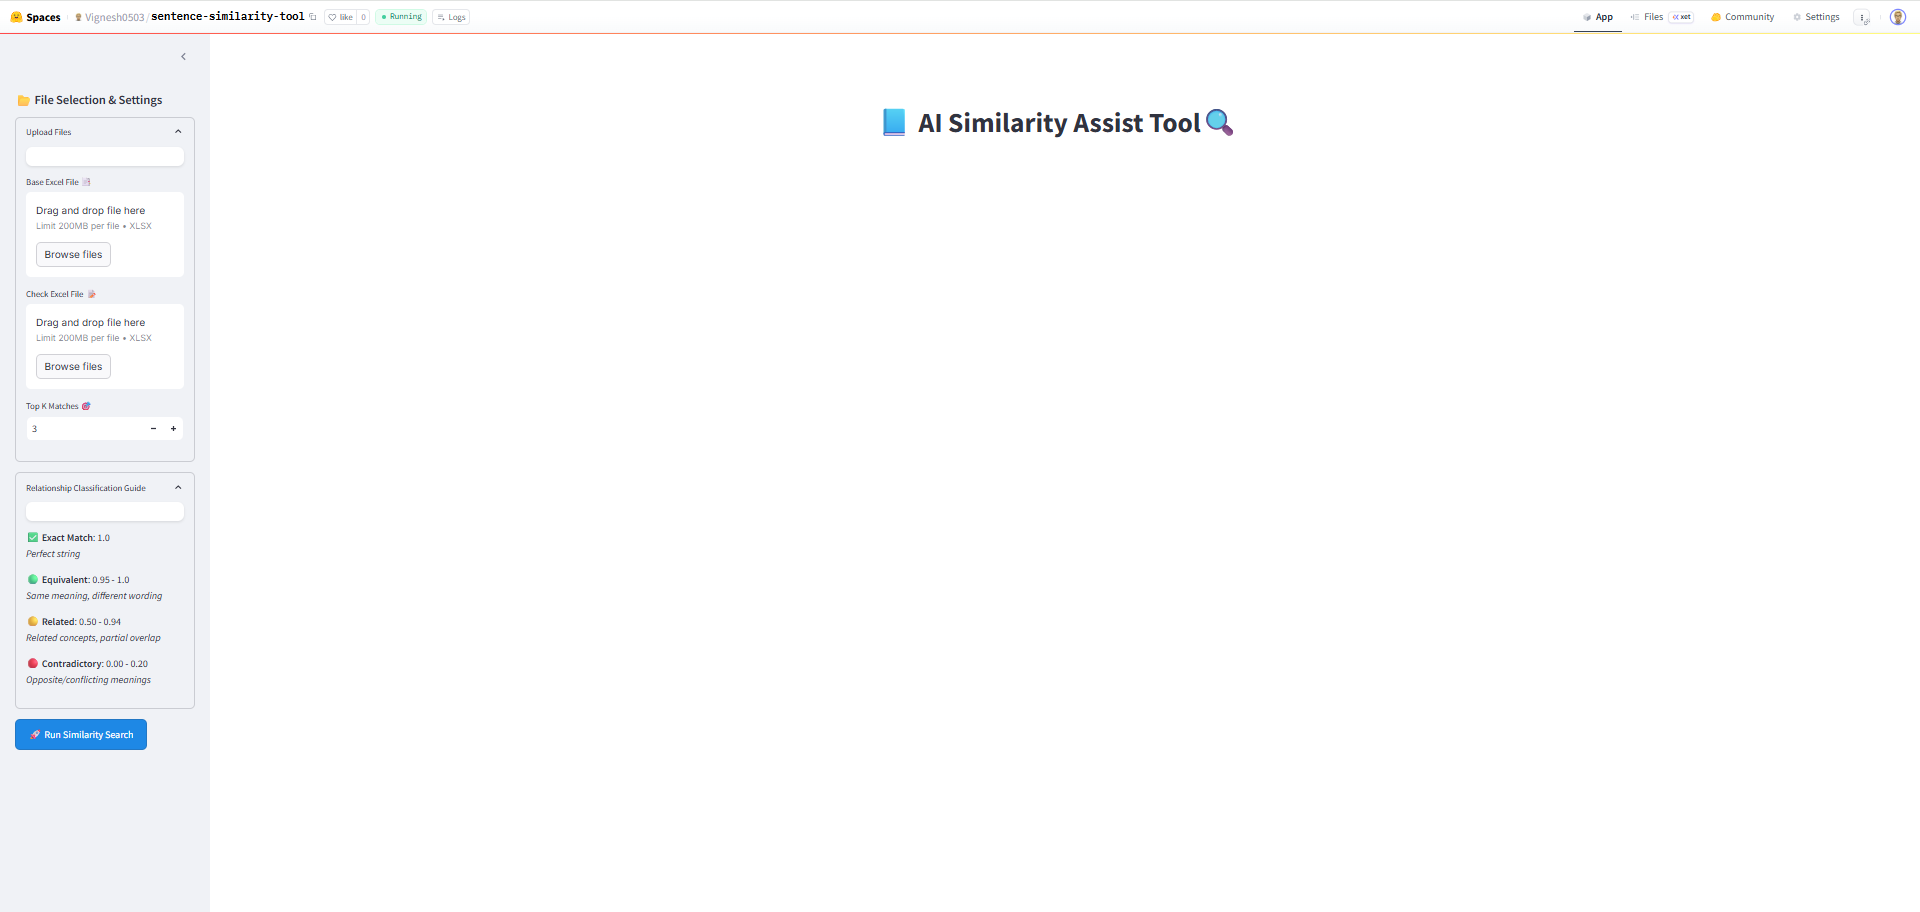 Spaces Vignesh0503/sentence-similarity-tool like 0 Running Logs App Files xet Community Settings
File Selection & Settings
Upload Files
Base Excel File
Drag and drop file here
Limit 200MB per file • XLSX
Browse files
Check Excel File
Drag and drop file here
Limit 200MB per file • XLSX
Browse files
Top K Matches
3 − +
Relationship Classification Guide
Exact Match: 1.0
Perfect string
Equivalent: 0.95 - 1.0
Same meaning, different wording
Related: 0.50 - 0.94
Related concepts, partial overlap
Contradictory: 0.00 - 0.20
Opposite/conflicting meanings
Run Similarity Search
AI Similarity Assist Tool